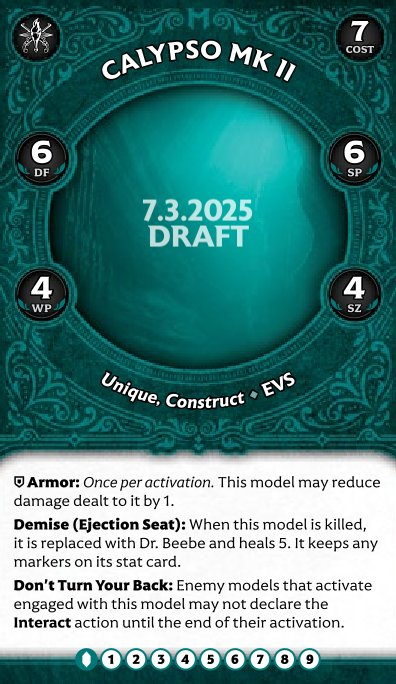 7
COST
CALYPSO MK II
6
DF
6
SP
7.3.2025
DRAFT
4
WP
4
SZ
Unique, Construct ♦ EVS
Armor: Once per activation. This model may reduce
damage dealt to it by 1.
Demise (Ejection Seat): When this model is killed,
it is replaced with Dr. Beebe and heals 5. It keeps any
markers on its stat card.
Don't Turn Your Back: Enemy models that activate
engaged with this model may not declare the
Interact action until the end of their activation.
1 2 3 4 5 6 7 8 9